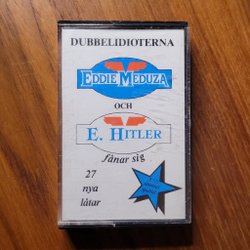 DUBBELIDIOTERNA
EDDIE MEDUZA
OCH
E. HITLER
fånar sig
27
nya
låtar